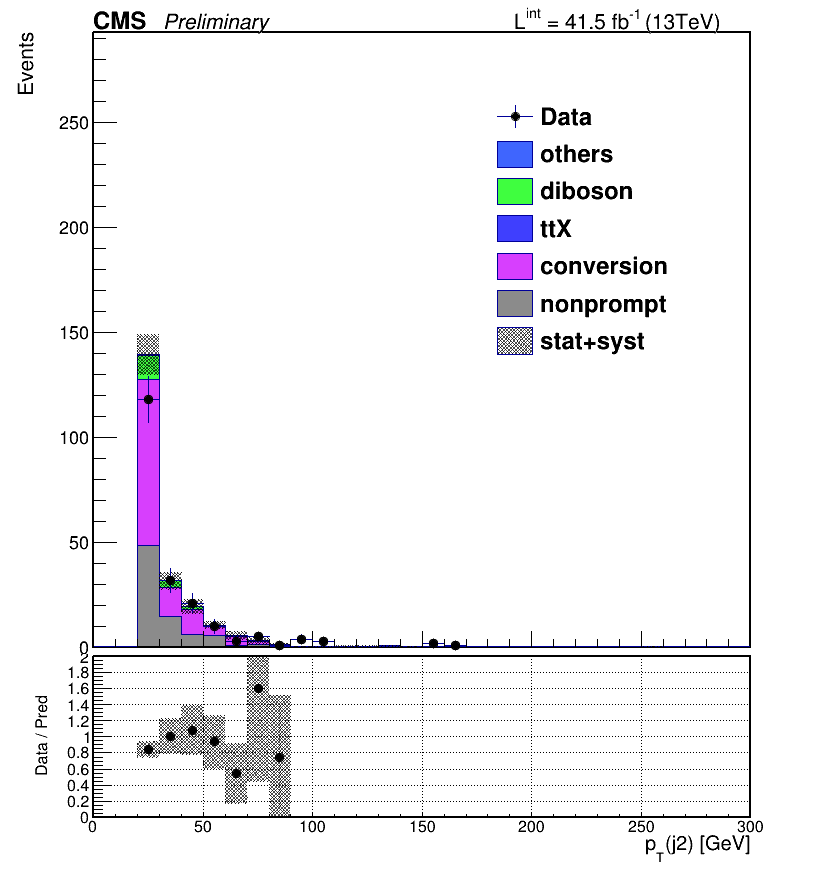 CMS Preliminary L^int = 41.5 fb^-1 (13TeV)
Events
250
200
150
100
50
0
Data
others
diboson
ttX
conversion
nonprompt
stat+syst
Data / Pred
2
1.8
1.6
1.4
1.2
1
0.8
0.6
0.4
0.2
0
0 50 100 150 200 250 300
p_T(j2) [GeV]